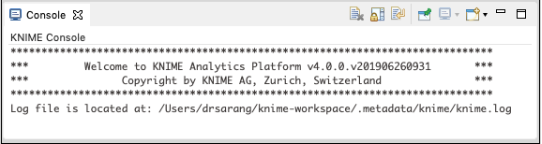 Console
KNIME Console
********************************************************************************
***        Welcome to KNIME Analytics Platform v4.0.0.v201906260931        ***
***              Copyright by KNIME AG, Zurich, Switzerland              ***
********************************************************************************
Log file is located at: /Users/drsarang/knime-workspace/.metadata/knime/knime.log